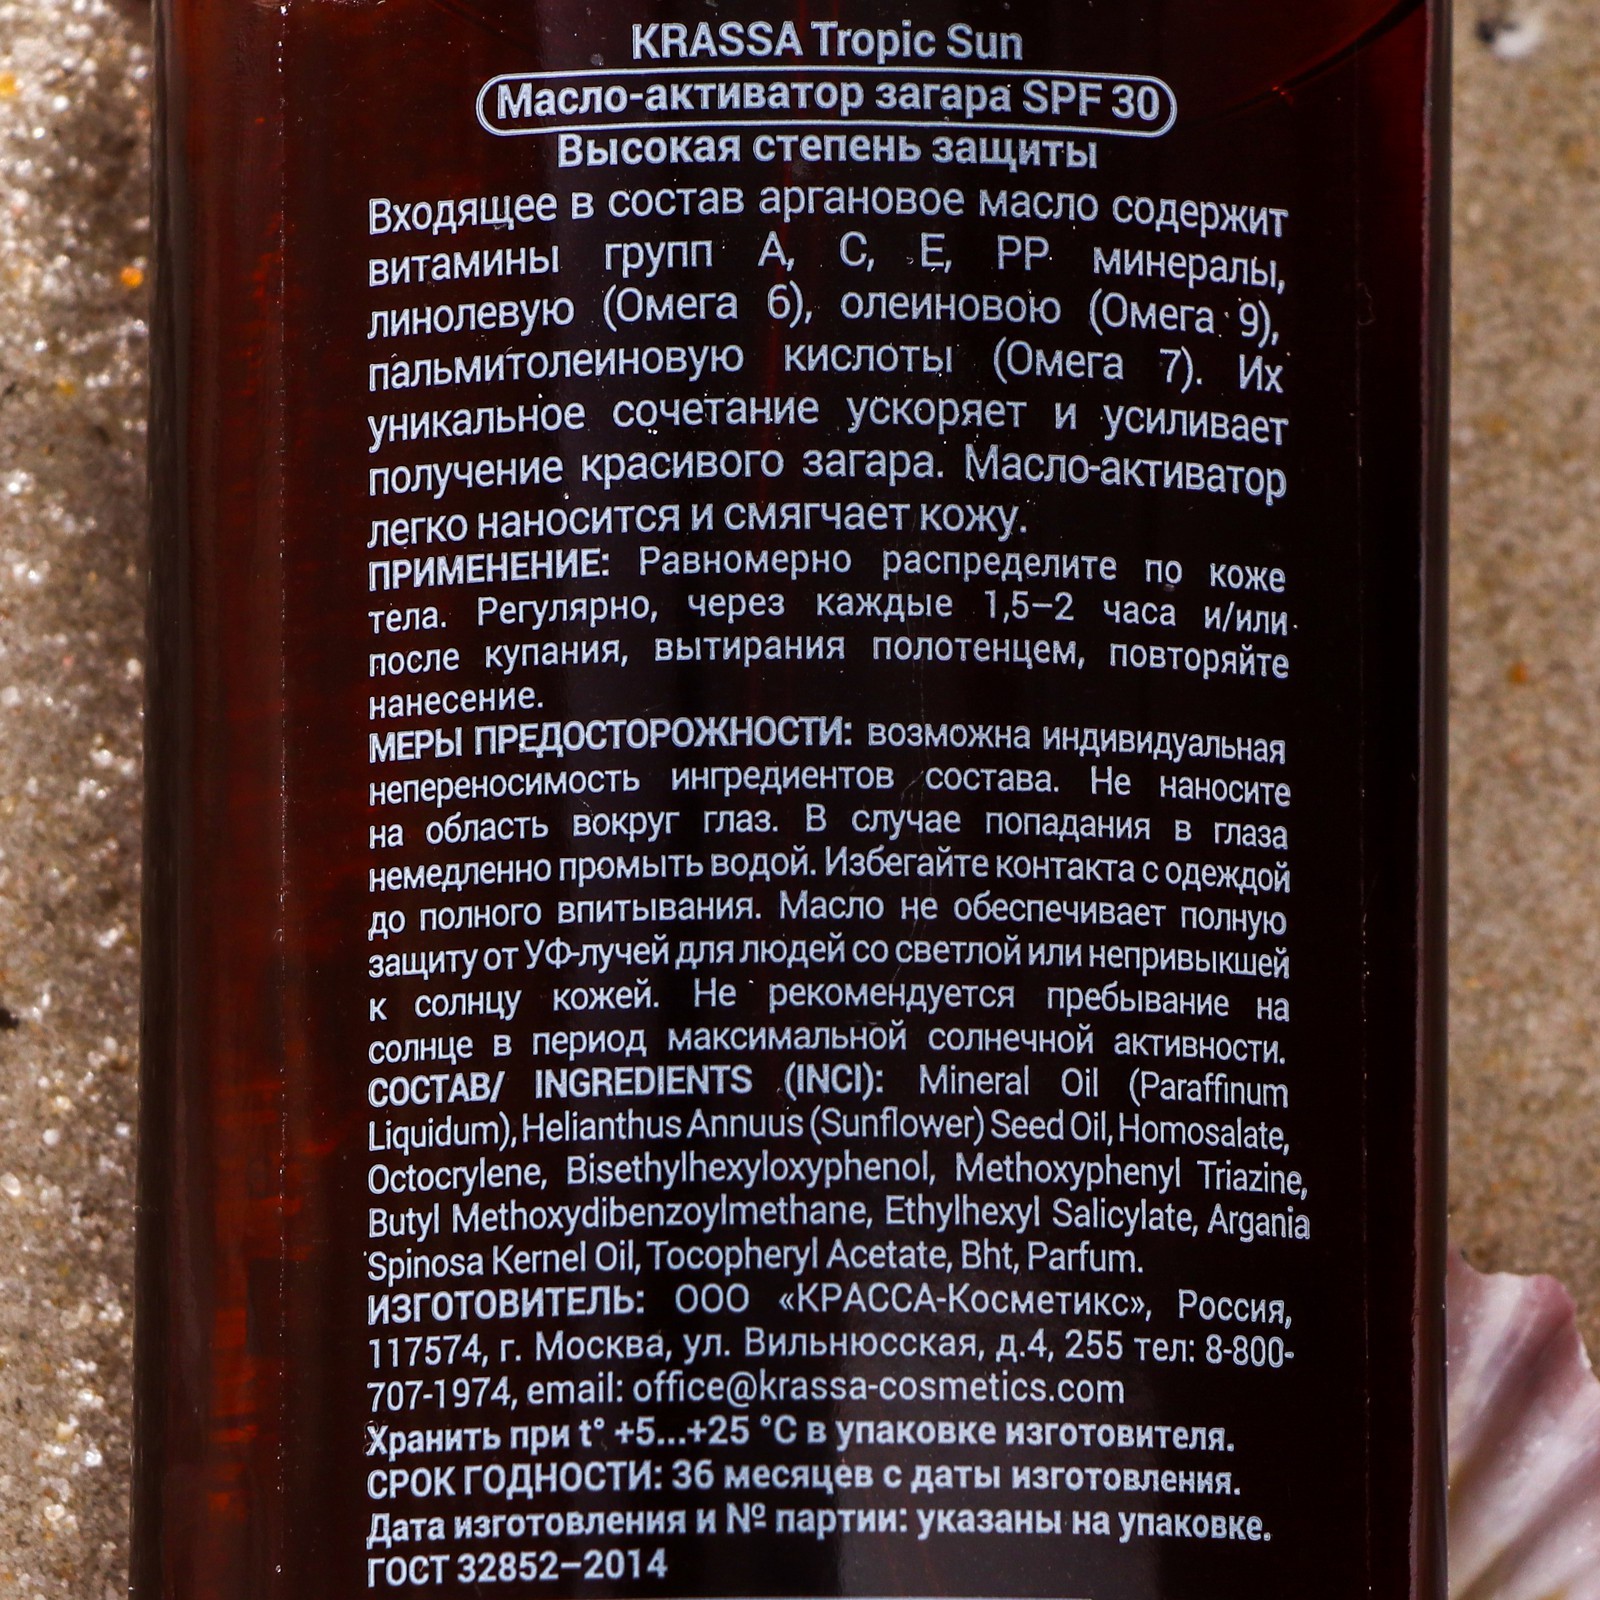 KRASSA Tropic Sun
Масло-активатор загара SPF 30
Высокая степень защиты
Входящее в состав аргановое масло содержит
витамины групп А, С, Е, РР минералы,
линолевую (Омега 6), олеиновою (Омега 9),
пальмитолеиновую кислоты (Омега 7). Их
уникальное сочетание ускоряет и усиливает
получение красивого загара. Масло-активатор
легко наносится и смягчает кожу.
ПРИМЕНЕНИЕ: Равномерно распределите по коже
тела. Регулярно, через каждые 1,5–2 часа и/или
после купания, вытирания полотенцем, повторяйте
нанесение.
МЕРЫ ПРЕДОСТОРОЖНОСТИ: возможна индивидуальная
непереносимость ингредиентов состава. Не наносите
на область вокруг глаз. В случае попадания в глаза
немедленно промыть водой. Избегайте контакта с одеждой
до полного впитывания. Масло не обеспечивает полную
защиту от УФ-лучей для людей со светлой или непривыкшей
к солнцу кожей. Не рекомендуется пребывание на
солнце в период максимальной солнечной активности.
СОСТАВ/ INGREDIENTS (INCI): Mineral Oil (Paraffinum
Liquidum), Helianthus Annuus (Sunflower) Seed Oil, Homosalate,
Octocrylene, Bisethylhexyloxyphenol, Methoxyphenyl Triazine,
Butyl Methoxydibenzoylmethane, Ethylhexyl Salicylate, Argania
Spinosa Kernel Oil, Tocopheryl Acetate, Bht, Parfum.
ИЗГОТОВИТЕЛЬ: ООО «КРАССА-Косметикс», Россия,
117574, г. Москва, ул. Вильнюсская, д.4, 255 тел: 8-800-
707-1974, email: office@krassa-cosmetics.com
Хранить при t° +5...+25 °С в упаковке изготовителя.
СРОК ГОДНОСТИ: 36 месяцев с даты изготовления.
Дата изготовления и № партии: указаны на упаковке.
ГОСТ 32852–2014